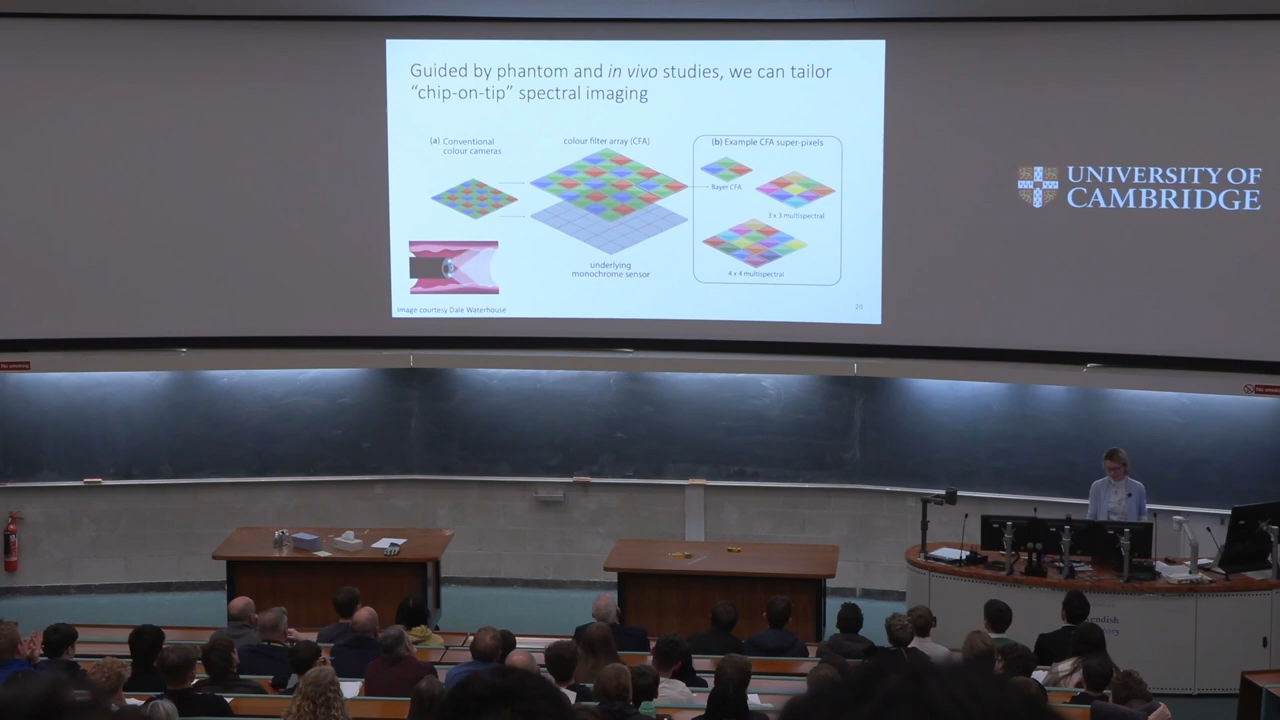 Guided by phantom and in vivo studies, we can tailor
"chip-on-tip" spectral imaging
(a) Conventional
colour cameras
colour filter array (CFA)
(b) Example CFA super-pixels
Bayer CFA
3 x 3 multispectral
4 x 4 multispectral
underlying
monochrome sensor
Image courtesy Dale Waterhouse
20
UNIVERSITY OF
CAMBRIDGE
No smoking